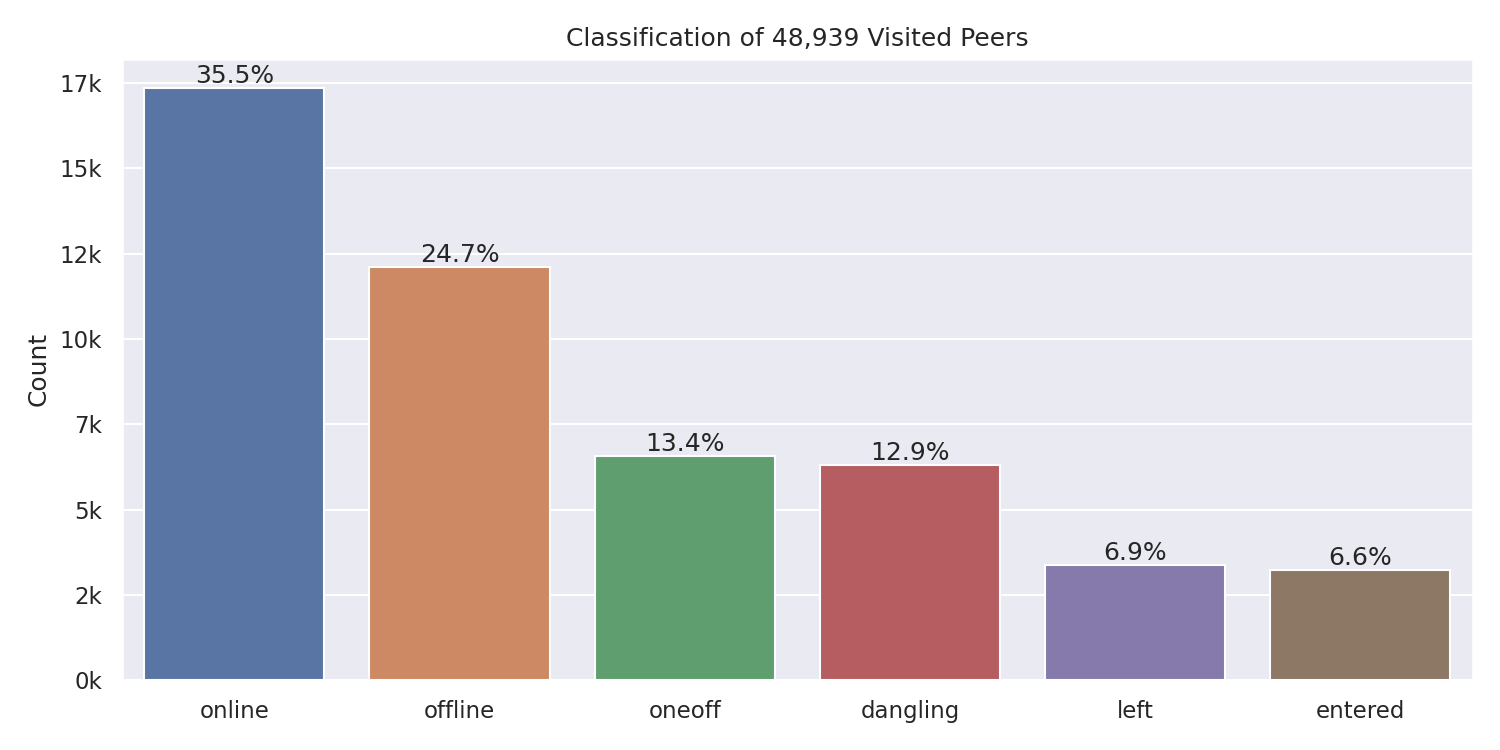 Classification of 48,939 Visited Peers
Count
17k
15k
12k
10k
7k
5k
2k
0k
35.5%
24.7%
13.4%
12.9%
6.9%
6.6%
online
offline
oneoff
dangling
left
entered